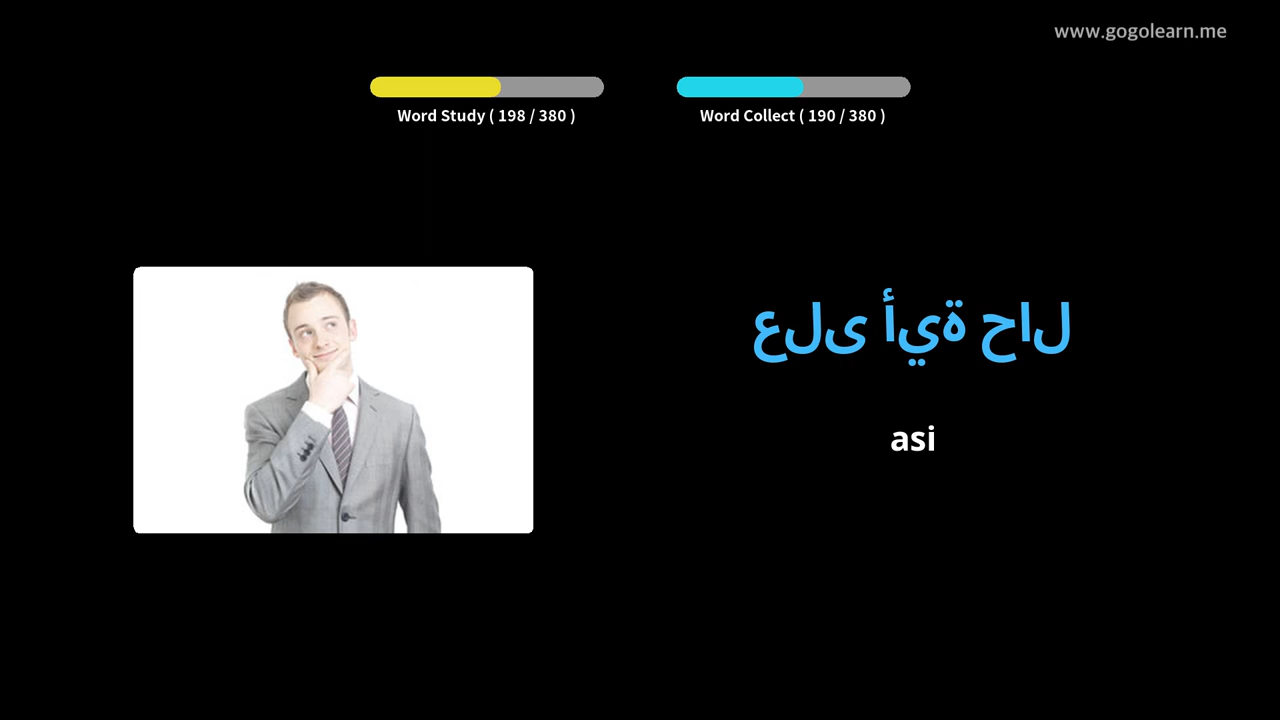 www.gogolearn.me
Word Study ( 198 / 380 )
Word Collect ( 190 / 380 )
على أية حال
asi